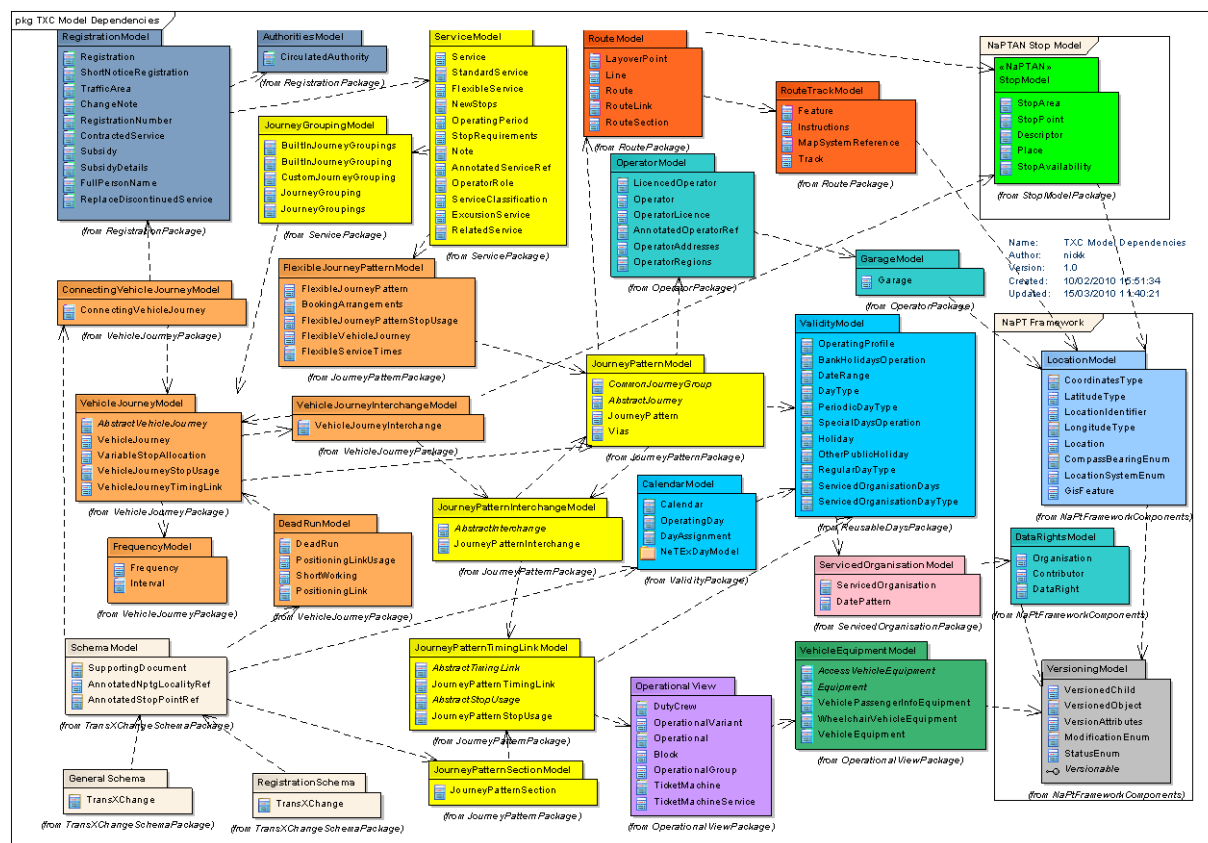 pkg TXC Model Dependencies
RegistrationModel
Registration
ShortNoticeRegistration
TrafficArea
ChangeNote
RegistrationNumber
ContractedService
Subsidy
SubsidyDetails
FullPersonName
ReplaceDiscontinuedService
(from RegistrationPackage)
AuthoritiesModel
CirculatedAuthority
(from RegistrationPackage)
ServiceModel
Service
StandardService
FlexibleService
NewStops
OperatingPeriod
StopRequirements
Note
AnnotatedServiceRef
OperatorRole
ServiceClassification
ExcursionService
RelatedService
(from ServicePackage)
JourneyGroupingModel
BuiltInJourneyGroupings
BuiltInJourneyGrouping
CustomJourneyGrouping
JourneyGrouping
JourneyGroupings
(from ServicePackage)
RouteModel
LayoverPoint
Line
Route
RouteLink
RouteSection
(from RoutePackage)
RouteTrackModel
Feature
Instructions
MapSystemReference
Track
(from RoutePackage)
NaPTAN Stop Model
«NaPTAN»
StopModel
StopArea
StopPoint
Descriptor
Place
StopAvailability
(from StopModelPackage)
OperatorModel
LicencedOperator
Operator
OperatorLicence
AnnotatedOperatorRef
OperatorAddresses
OperatorRegions
(from OperatorPackage)
GarageModel
Garage
(from OperatorPackage)
Name: TXC Model Dependencies
Author: nickk
Version: 1.0
Created: 10/02/2010 15:51:34
Updated: 15/03/2010 11:40:21
ConnectingVehicleJourneyModel
ConnectingVehicleJourney
(from VehicleJourneyPackage)
FlexibleJourneyPatternModel
FlexibleJourneyPattern
BookingArrangements
FlexibleJourneyPatternStopUsage
FlexibleVehicleJourney
FlexibleServiceTimes
(from JourneyPatternPackage)
JourneyPatternModel
CommonJourneyGroup
AbstractJourney
JourneyPattern
Vias
(from JourneyPatternPackage)
ValidityModel
OperatingProfile
BankHolidaysOperation
DateRange
DayType
PeriodicDayType
SpecialDaysOperation
Holiday
OtherPublicHoliday
RegularDayType
ServicedOrganisationDays
ServicedOrganisationDayType
(from ReusableDaysPackage)
NaPT Framework
LocationModel
CoordinatesType
LatitudeType
LocationIdentifier
LongitudeType
Location
CompassBearingEnum
LocationSystemEnum
GisFeature
(from NaPtFrameworkComponents)
VehicleJourneyModel
AbstractVehicleJourney
VehicleJourney
VariableStopAllocation
VehicleJourneyStopUsage
VehicleJourneyTimingLink
(from VehicleJourneyPackage)
VehicleJourneyInterchangeModel
VehicleJourneyInterchange
(from VehicleJourneyPackage)
JourneyPatternInterchangeModel
AbstractInterchange
JourneyPatternInterchange
(from JourneyPatternPackage)
CalendarModel
Calendar
OperatingDay
DayAssignment
NeTExDayModel
(from ValidityPackage)
FrequencyModel
Frequency
Interval
(from VehicleJourneyPackage)
DeadRunModel
DeadRun
PositioningLinkUsage
ShortWorking
PositioningLink
(from VehicleJourneyPackage)
ServicedOrganisationModel
ServicedOrganisation
DatePattern
(from ServicedOrganisationPackage)
DataRightsModel
Organisation
Contributor
DataRight
(from NaPtFrameworkComponents)
SchemaModel
SupportingDocument
AnnotatedNptgLocalityRef
AnnotatedStopPointRef
(from TransXChangeSchemaPackage)
JourneyPatternTimingLinkModel
AbstractTimingLink
JourneyPatternTimingLink
AbstractStopUsage
JourneyPatternStopUsage
(from JourneyPatternPackage)
Operational View
DutyCrew
OperationalVariant
Operational
Block
OperationalGroup
TicketMachine
TicketMachineService
(from OperationalViewPackage)
VehicleEquipmentModel
AccessVehicleEquipment
Equipment
VehiclePassengerInfoEquipment
WheelchairVehicleEquipment
VehicleEquipment
(from OperationalViewPackage)
VersioningModel
VersionedChild
VersionedObject
VersionAttributes
ModificationEnum
StatusEnum
Versionable
(from NaPtFrameworkComponents)
General Schema
TransXChange
(from TransXChangeSchemaPackage)
RegistrationSchema
TransXChange
(from TransXChangeSchemaPackage)
JourneyPatternSectionModel
JourneyPatternSection
(from JourneyPatternPackage)